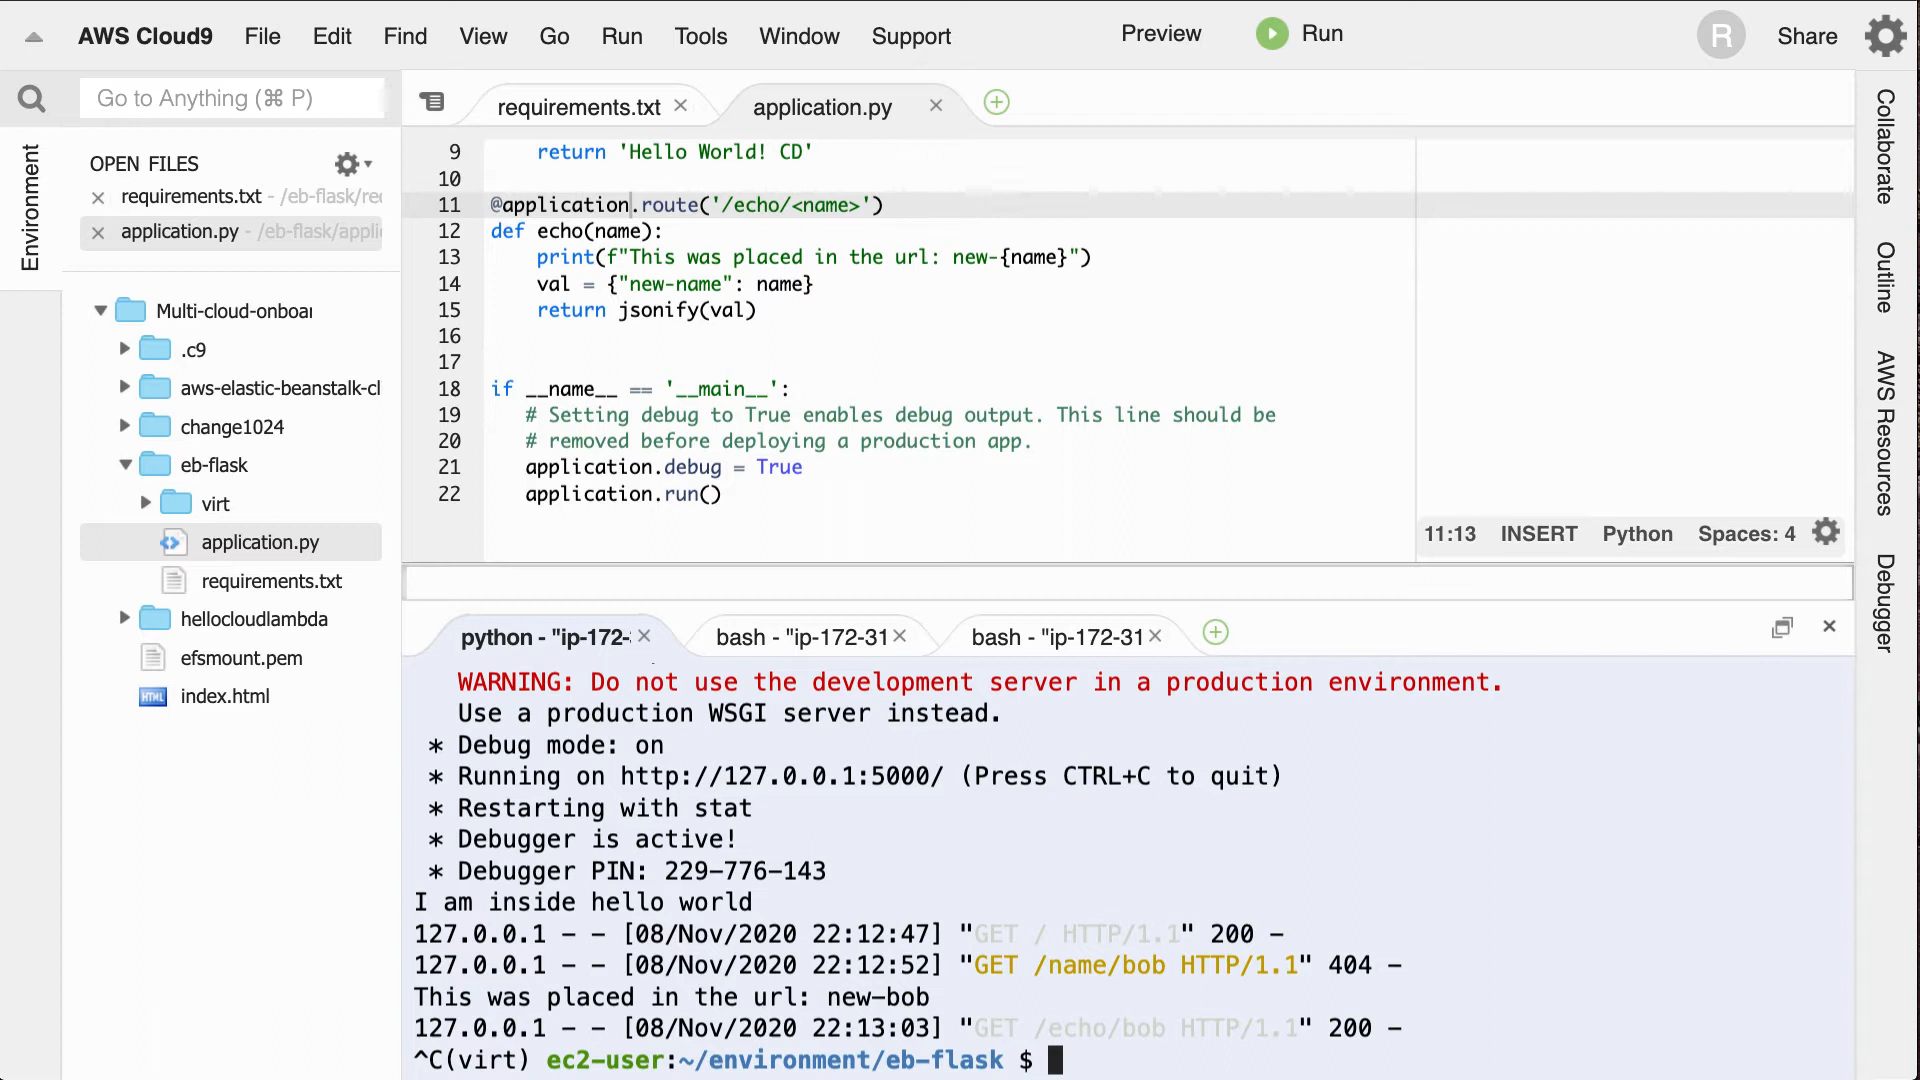 AWS Cloud9 File Edit Find View Go Run Tools Window Support Preview Run R Share
Go to Anything (⌘ P)
requirements.txt
application.py
Environment
OPEN FILES
requirements.txt - /eb-flask/rec
application.py - /eb-flask/appli
Multi-cloud-onboar
.c9
aws-elastic-beanstalk-cl
change1024
eb-flask
virt
application.py
requirements.txt
hellocloudlambda
efsmount.pem
HTML index.html
9 return 'Hello World! CD'
10
11 @application.route('/echo/<name>')
12 def echo(name):
13 print(f"This was placed in the url: new-{name}")
14 val = {"new-name": name}
15 return jsonify(val)
16
17
18 if __name__ == '__main__':
19 # Setting debug to True enables debug output. This line should be
20 # removed before deploying a production app.
21 application.debug = True
22 application.run()
11:13 INSERT Python Spaces: 4
Collaborate
Outline
AWS Resources
Debugger
python - "ip-172-
bash - "ip-172-31
bash - "ip-172-31
WARNING: Do not use the development server in a production environment.
Use a production WSGI server instead.
* Debug mode: on
* Running on http://127.0.0.1:5000/ (Press CTRL+C to quit)
* Restarting with stat
* Debugger is active!
* Debugger PIN: 229-776-143
I am inside hello world
127.0.0.1 - - [08/Nov/2020 22:12:47] "GET / HTTP/1.1" 200 -
127.0.0.1 - - [08/Nov/2020 22:12:52] "GET /name/bob HTTP/1.1" 404 -
This was placed in the url: new-bob
127.0.0.1 - - [08/Nov/2020 22:13:03] "GET /echo/bob HTTP/1.1" 200 -
^C(virt) ec2-user:~/environment/eb-flask $